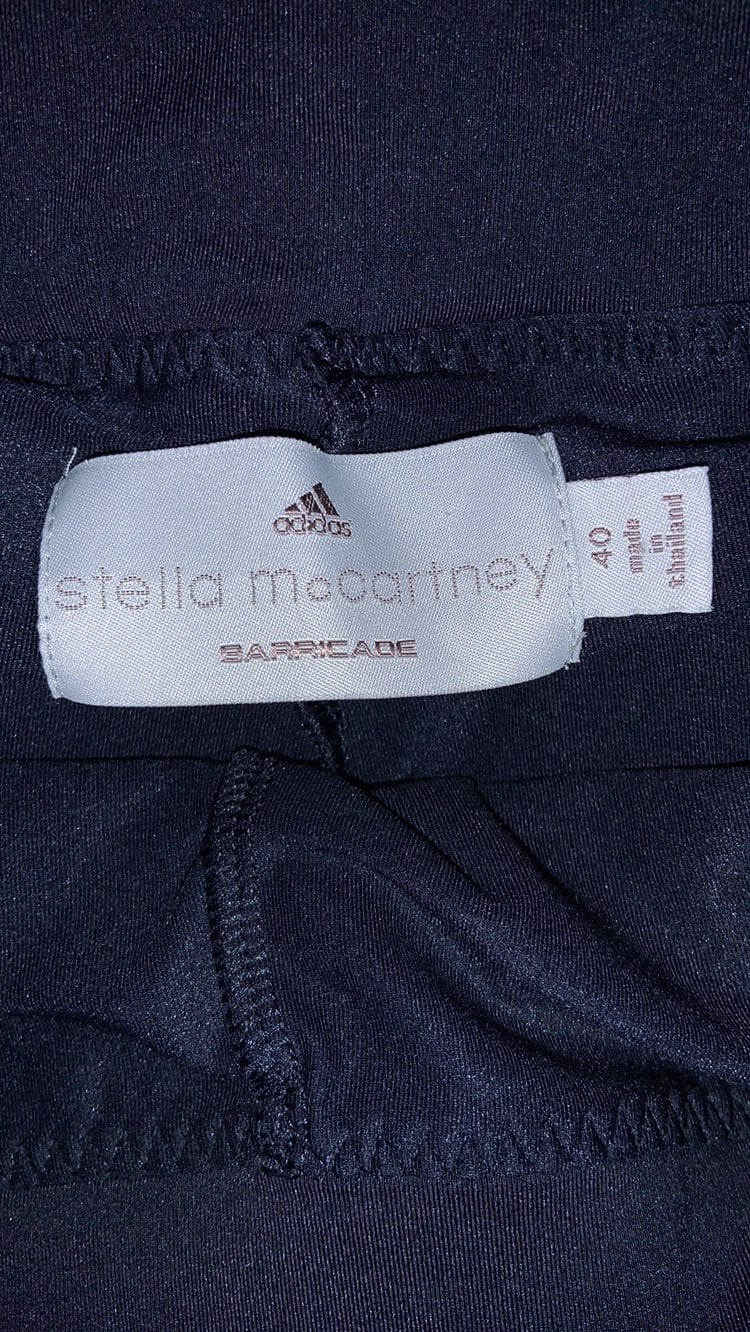 adidas
stella mccartney
BARRICADE
40
made
in
thailand